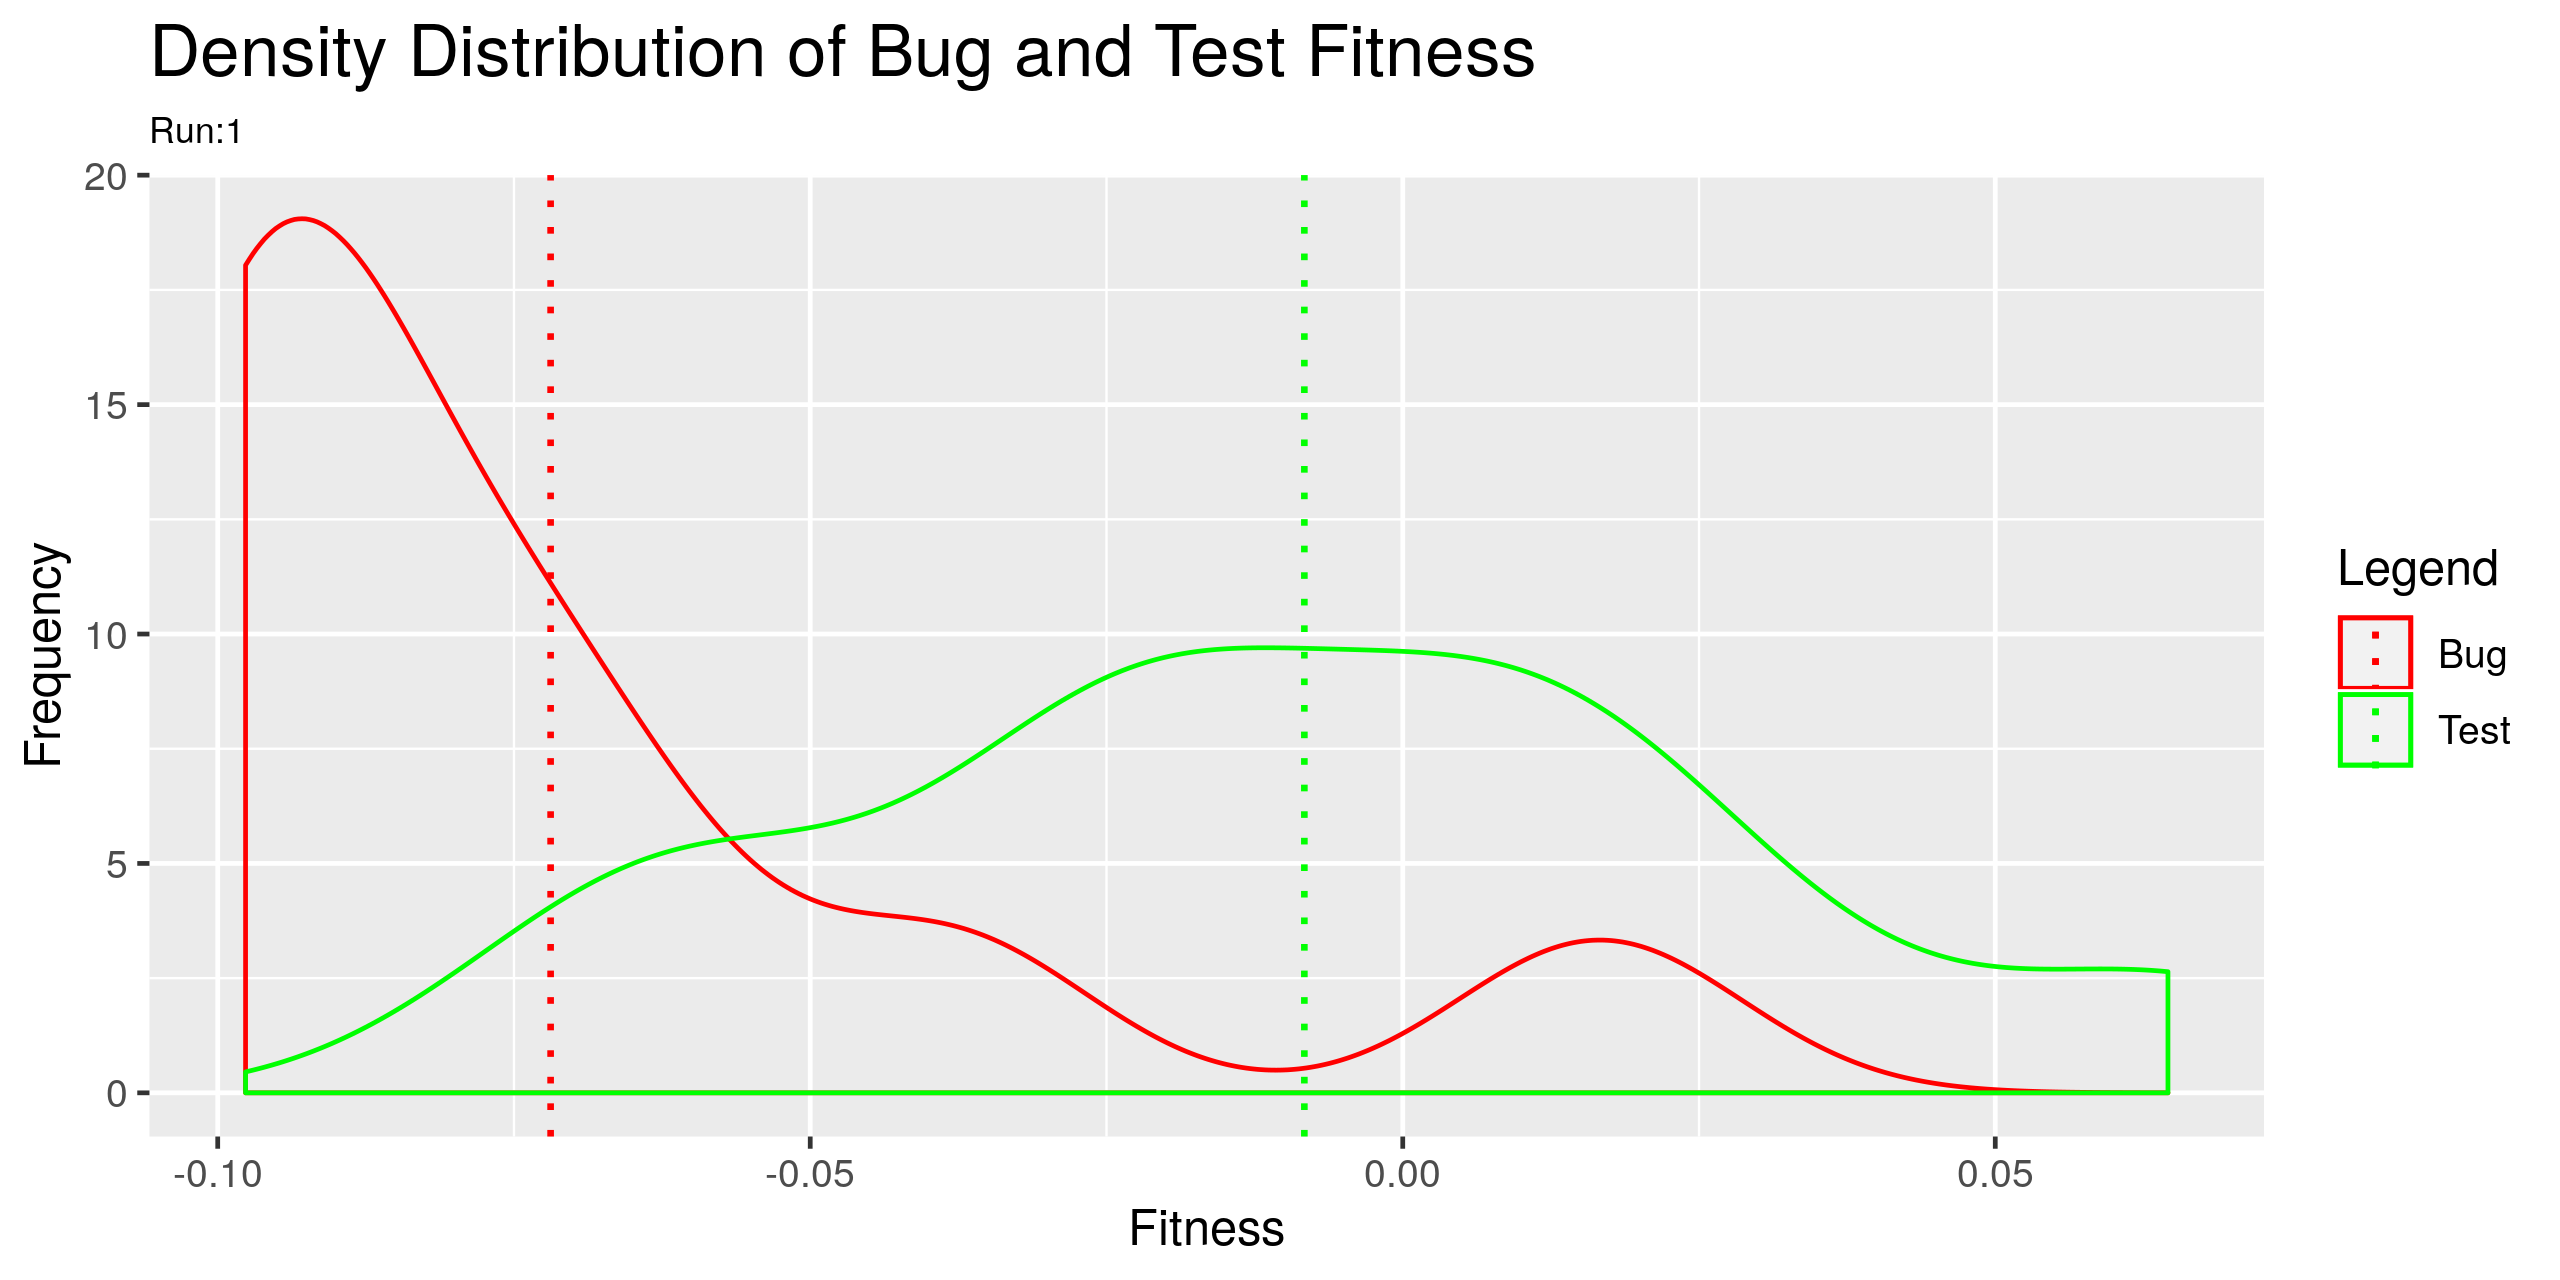 Density Distribution of Bug and Test Fitness
Run:1
20
15
10
5
0
Frequency
-0.10
-0.05
0.00
0.05
Fitness
Legend
Bug
Test